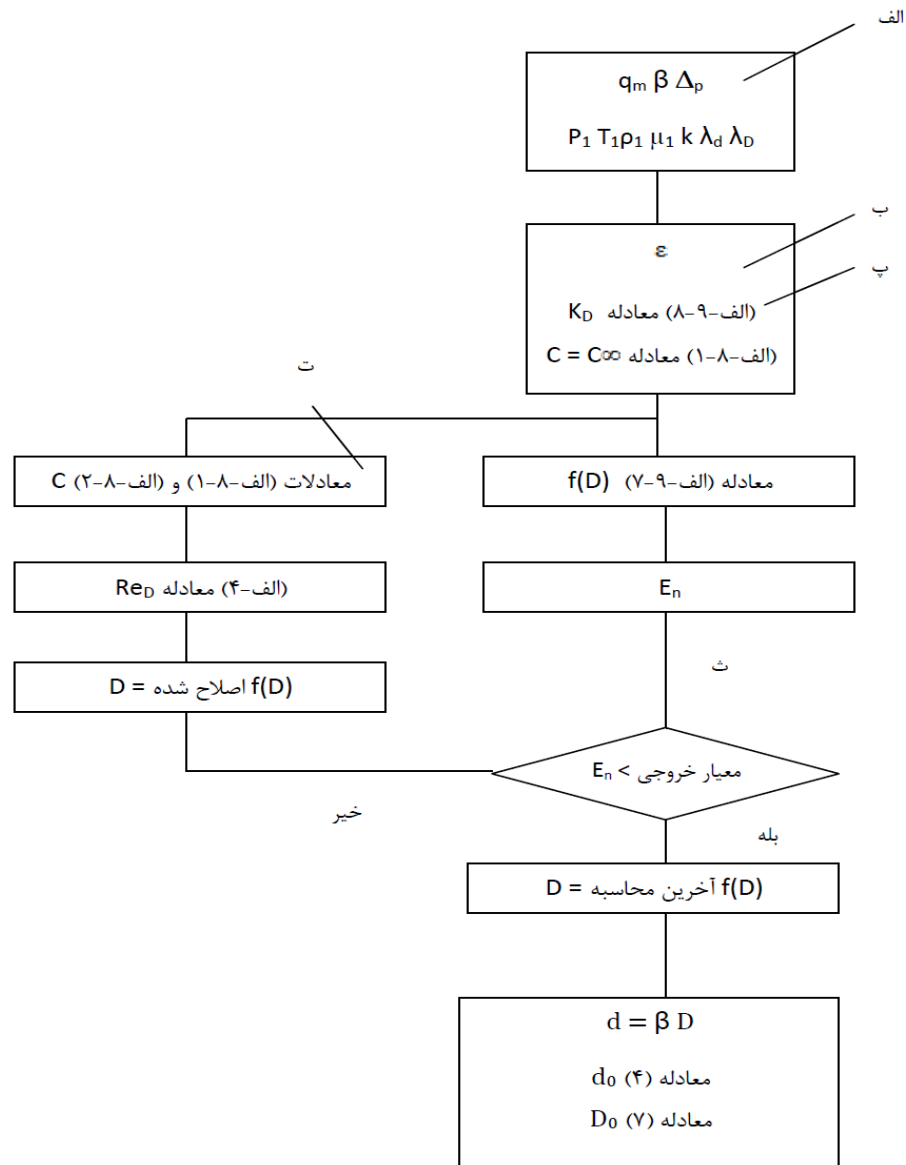 الف
qₘ β Δₚ
P₁ T₁ρ₁ µ₁ k λd λD
ب
ε
پ
K_D معادله (الف-۹-۸)
C = C∞ معادله (الف-۸-۱)
ت
C معادلات (الف-۸-۱) و (الف-۸-۲)
f(D) معادله (الف-۹-۷)
Re_D معادله (الف-۴)
Eₙ
ث
D = اصلاح شده f(D)
Eₙ < معیار خروجی
خیر
بله
D = آخرین محاسبه f(D)
d = β D
d₀ معادله (۴)
D₀ معادله (۷)